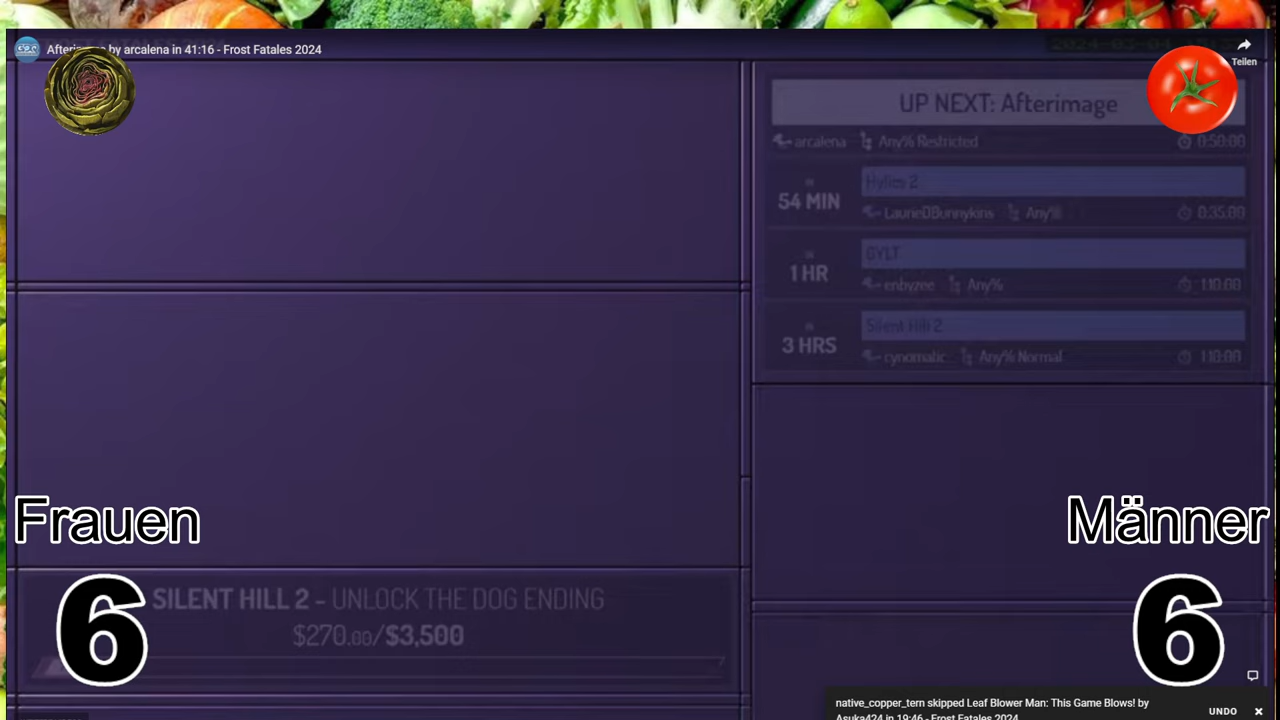 Afterimage by arcalena in 41:16 - Frost Fatales 2024
Teilen
UP NEXT: Afterimage
arcalena Any% Restricted 0:50:00
IN
54 MIN
Hylics 2
LaurieDBunnykins Any% 0:35:00
IN
1 HR
GYLT
enbyzee Any% 1:10:00
IN
3 HRS
Silent Hill 2
cynomatic Any% Normal 1:10:00
Frauen
6
Männer
6
SILENT HILL 2 - UNLOCK THE DOG ENDING
$270.00/$3,500
native_copper_tern skipped Leaf Blower Man: This Game Blows! by
Asuka424 in 19:46 - Frost Fatales 2024
UNDO